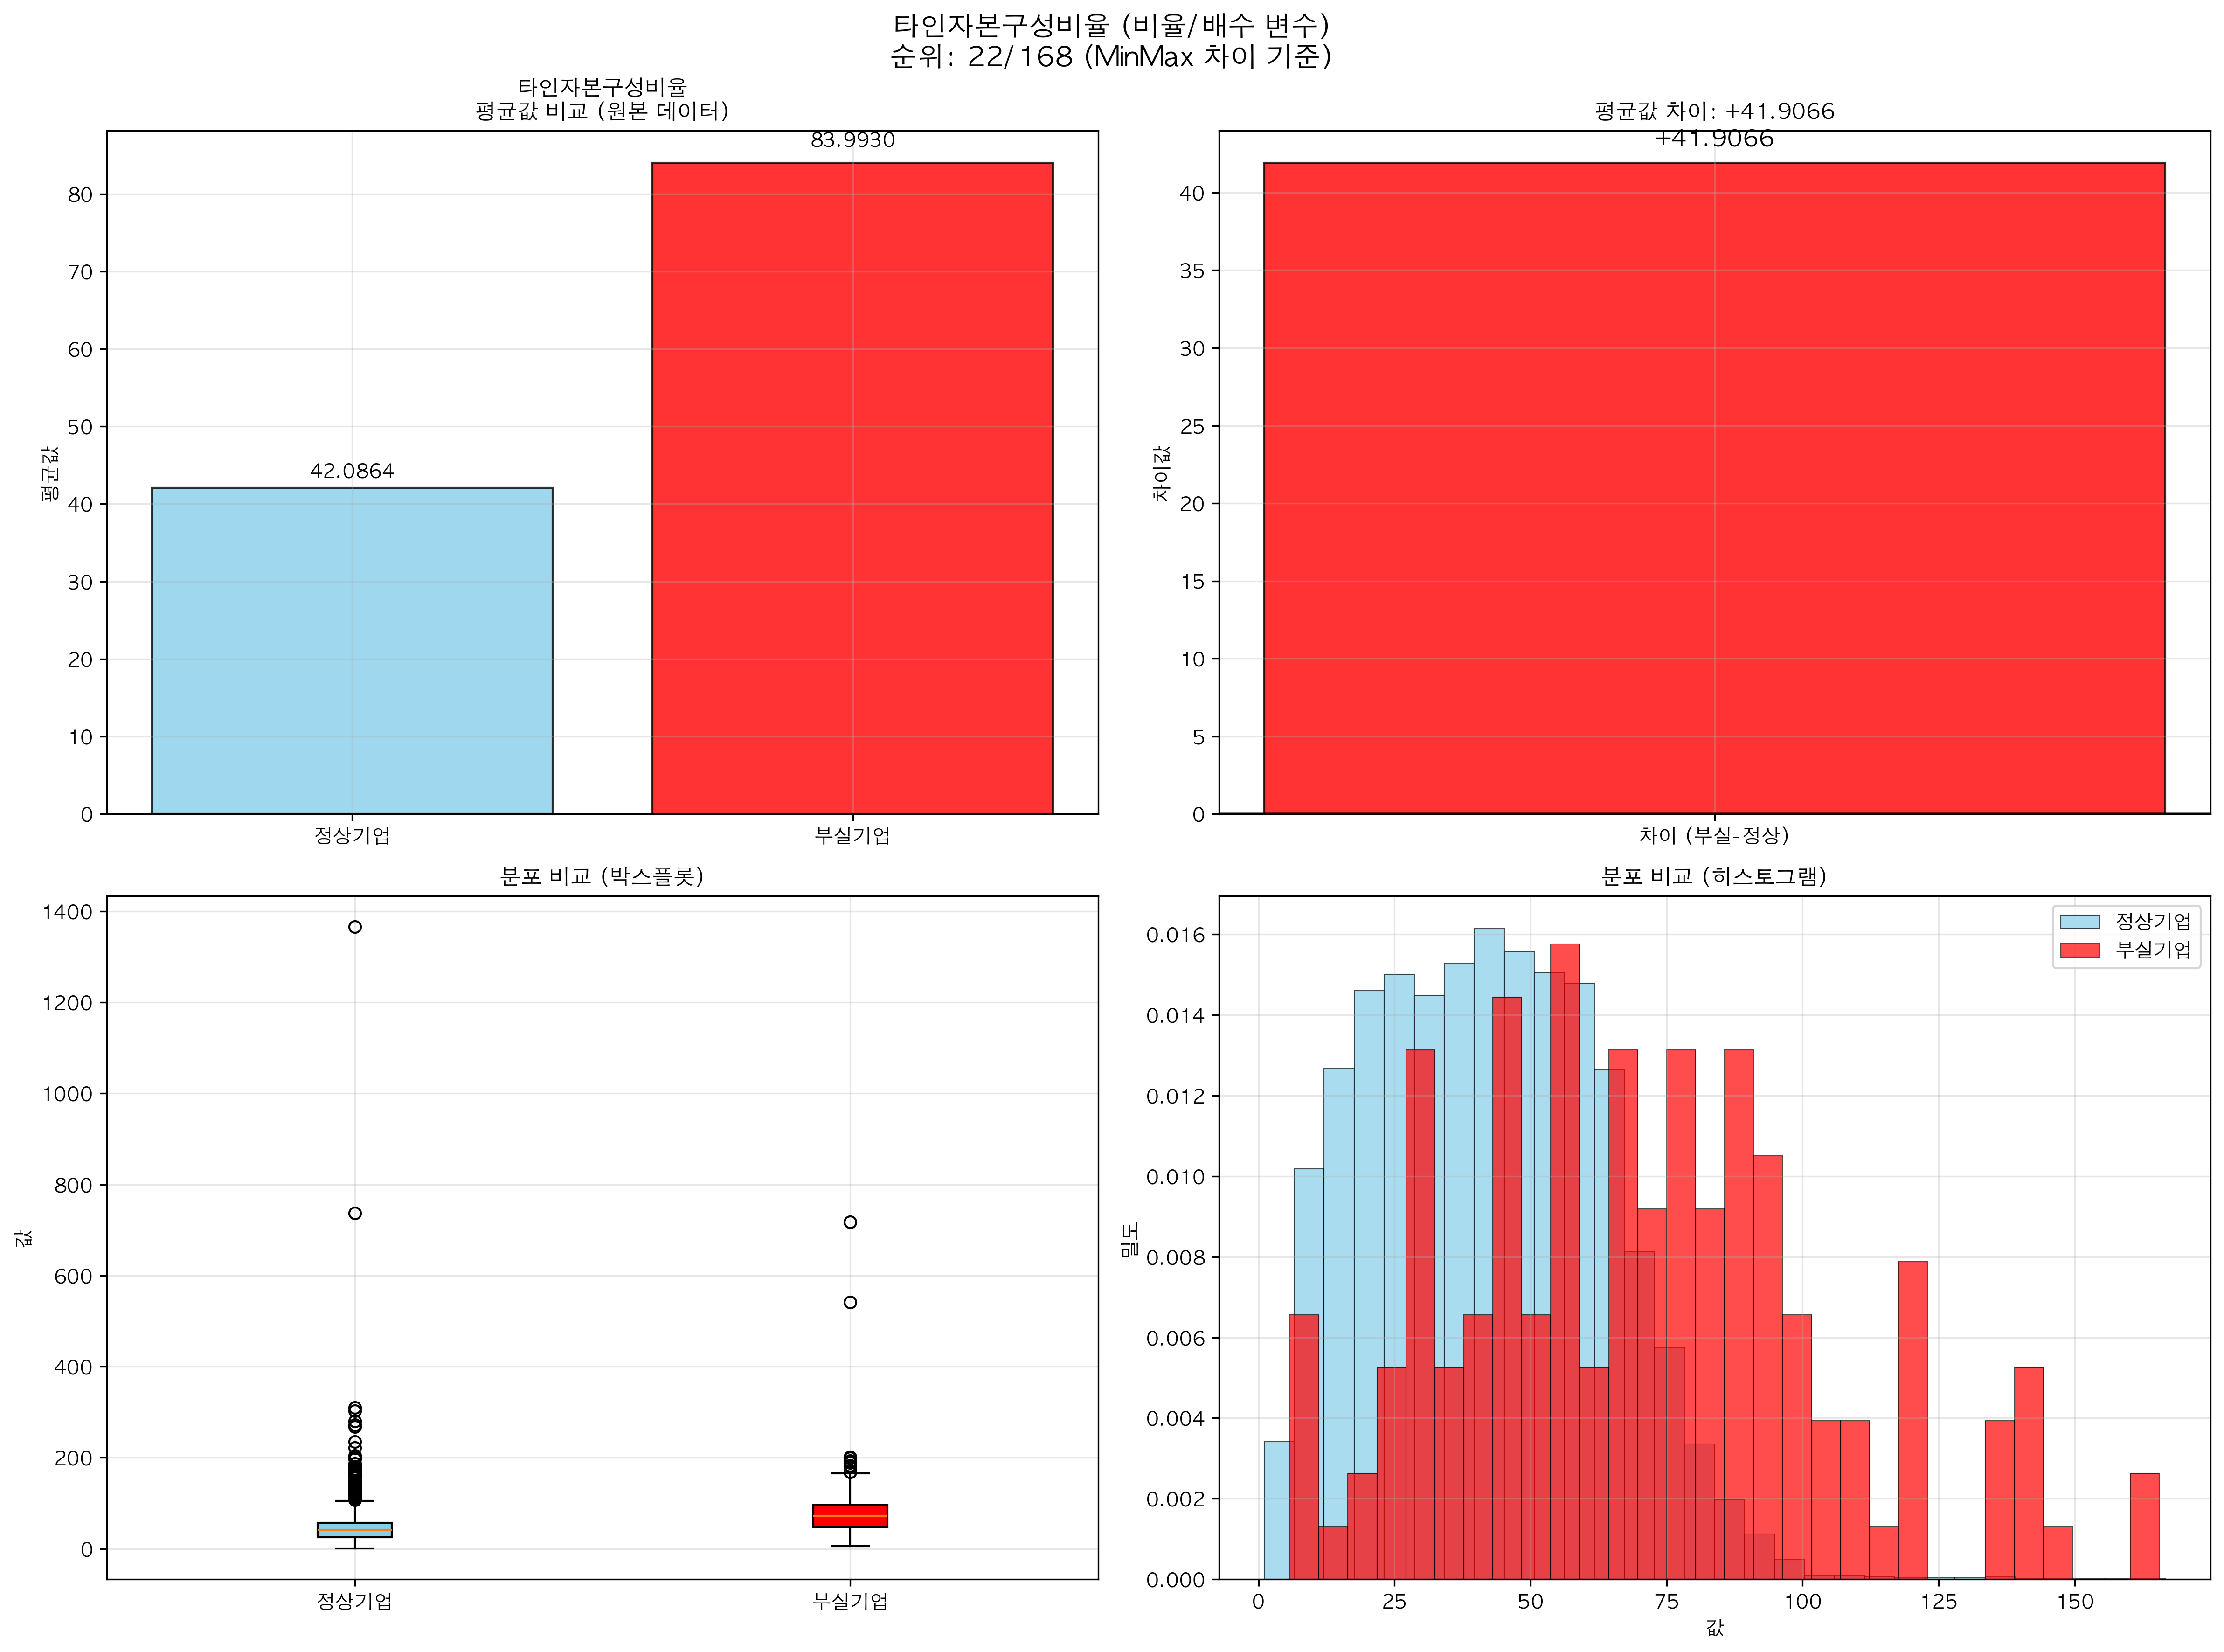 타인자본구성비율 (비율/배수 변수)
순위: 22/168 (MinMax 차이 기준)
타인자본구성비율
평균값 비교 (원본 데이터)
83.9930
42.0864
평균값
80
70
60
50
40
30
20
10
0
정상기업
부실기업
평균값 차이: +41.9066
+41.9066
차이값
40
35
30
25
20
15
10
5
0
차이 (부실-정상)
분포 비교 (박스플롯)
값
1400
1200
1000
800
600
400
200
0
정상기업
부실기업
분포 비교 (히스토그램)
정상기업
부실기업
밀도
0.016
0.014
0.012
0.010
0.008
0.006
0.004
0.002
0.000
0
25
50
75
100
125
150
값